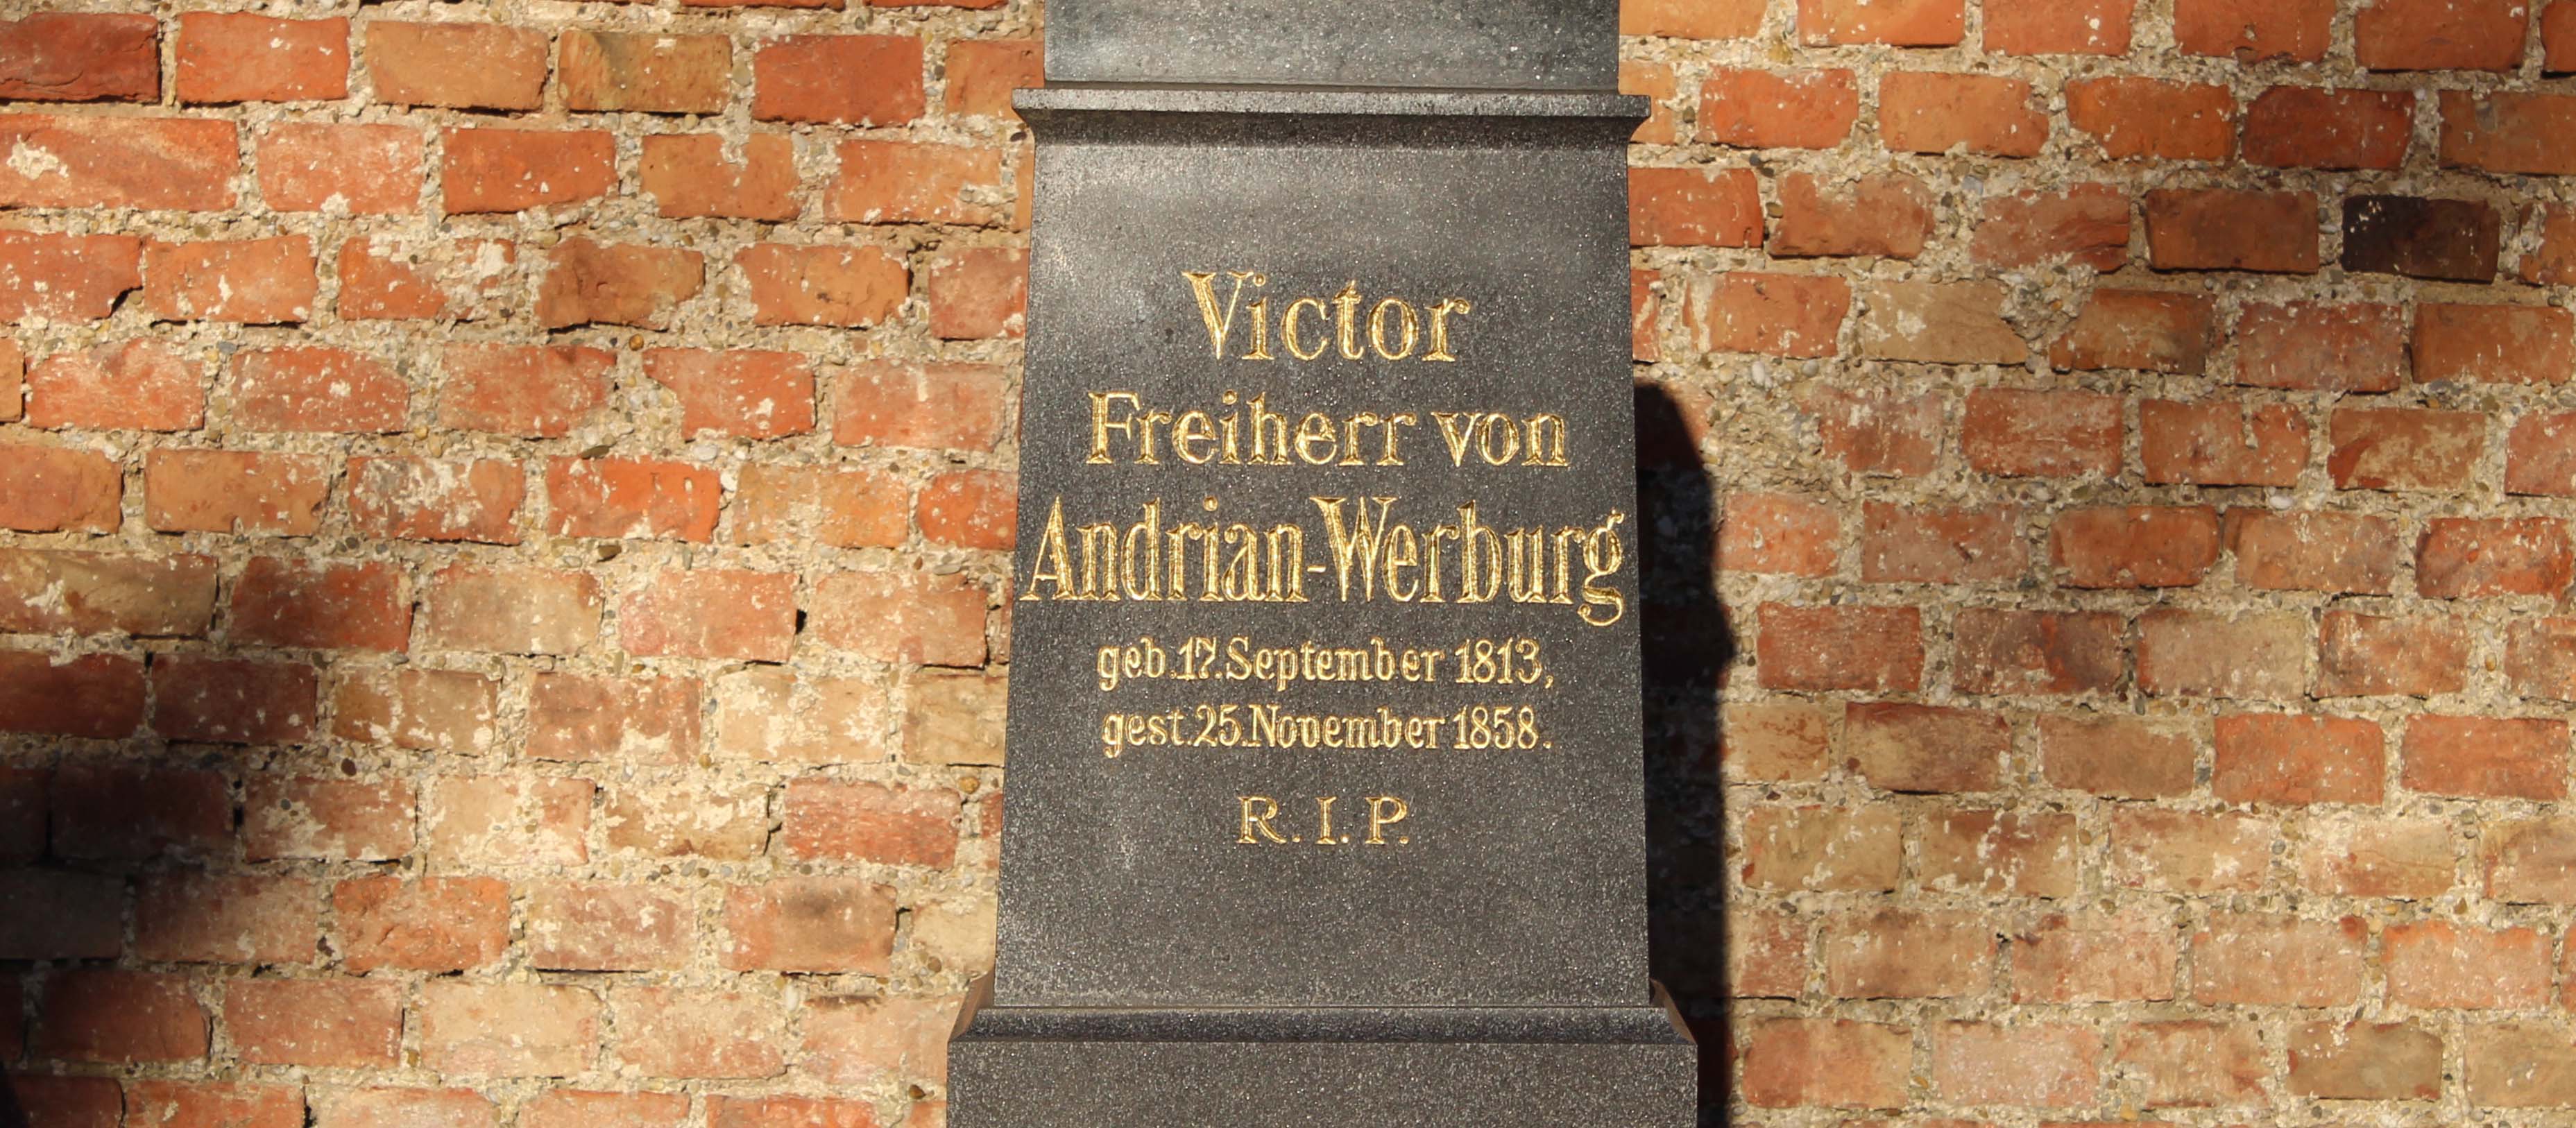 Victor
Freiherr von
Andrian-Werburg
geb. 17. September 1813,
gest. 25. November 1858.
R. I. P.